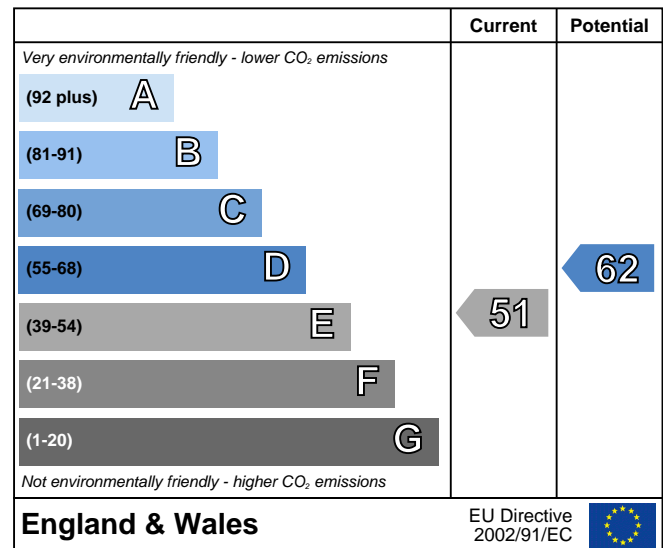 Current Potential
Very environmentally friendly - lower CO₂ emissions
(92 plus) A
(81-91) B
(69-80) C
(55-68) D
62
(39-54) E
51
(21-38) F
(1-20) G
Not environmentally friendly - higher CO₂ emissions
England & Wales
EU Directive
2002/91/EC